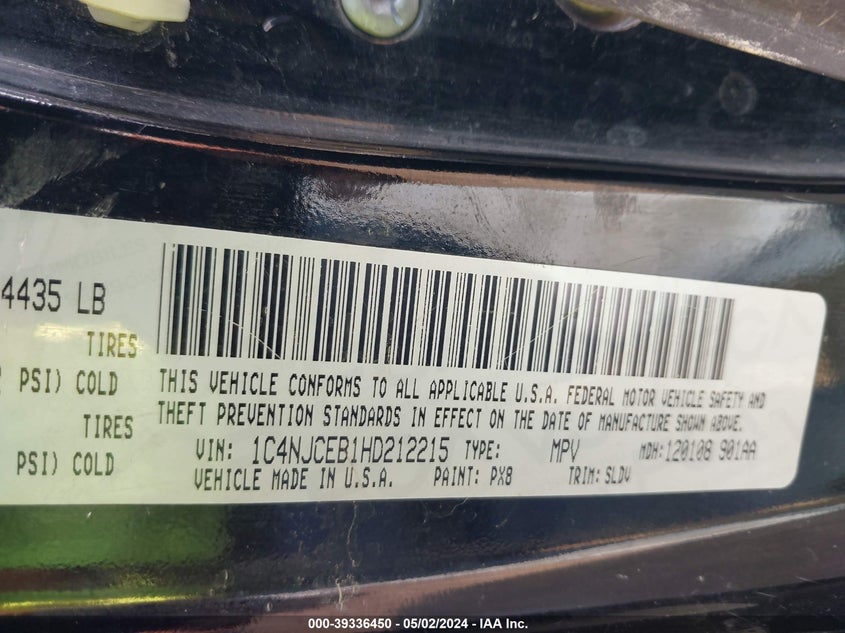 4435 LB
TIRES
PSI) COLD
TIRES
PSI) COLD
THIS VEHICLE CONFORMS TO ALL APPLICABLE U.S.A. FEDERAL MOTOR VEHICLE SAFETY AND
THEFT PREVENTION STANDARDS IN EFFECT ON THE DATE OF MANUFACTURE SHOWN ABOVE.
VIN: 1C4NJCEB1HD212215 TYPE: MPV MDH:120108 901AA
VEHICLE MADE IN U.S.A. PAINT: PX8 TRIM: SLDV
000-39336450 - 05/02/2024 - IAA Inc.